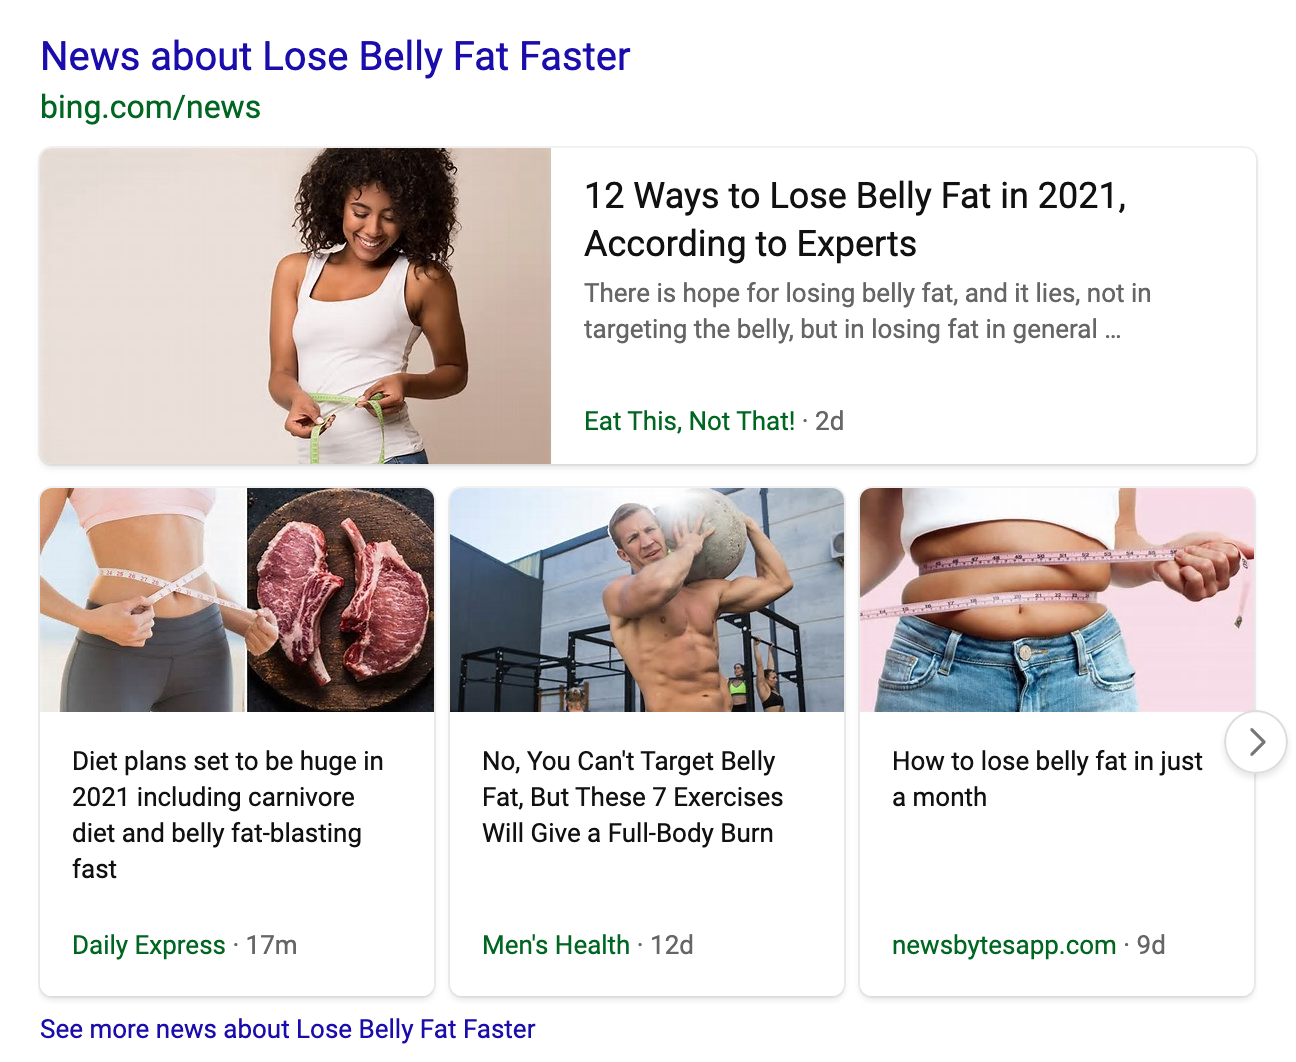 News about Lose Belly Fat Faster
bing.com/news
12 Ways to Lose Belly Fat in 2021,
According to Experts
There is hope for losing belly fat, and it lies, not in
targeting the belly, but in losing fat in general ...
Eat This, Not That! · 2d
Diet plans set to be huge in
2021 including carnivore
diet and belly fat-blasting
fast
Daily Express · 17m
No, You Can't Target Belly
Fat, But These 7 Exercises
Will Give a Full-Body Burn
Men's Health · 12d
How to lose belly fat in just
a month
newsbytesapp.com · 9d
See more news about Lose Belly Fat Faster